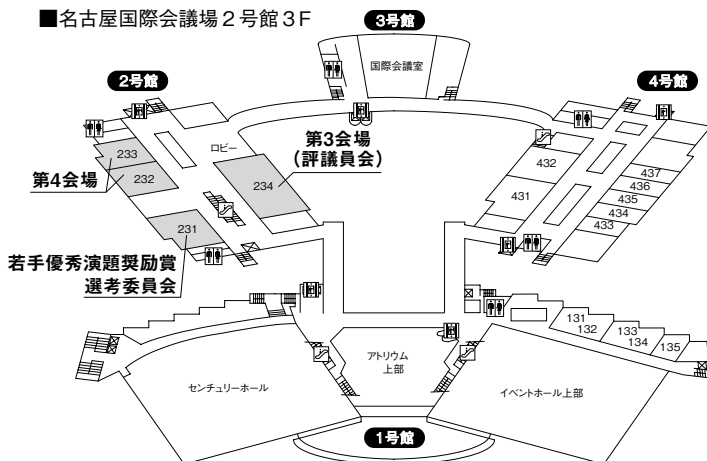 ■名古屋国際会議場2号館3F
3号館
国際会議室
2号館
4号館
ロビー
第3会場
(評議員会)
233
232
第4会場
234
231
若手優秀演題奨励賞
選考委員会
432
431
437
436
435
434
433
131
132
133
134
135
アトリウム
上部
センチュリーホール
イベントホール上部
1号館